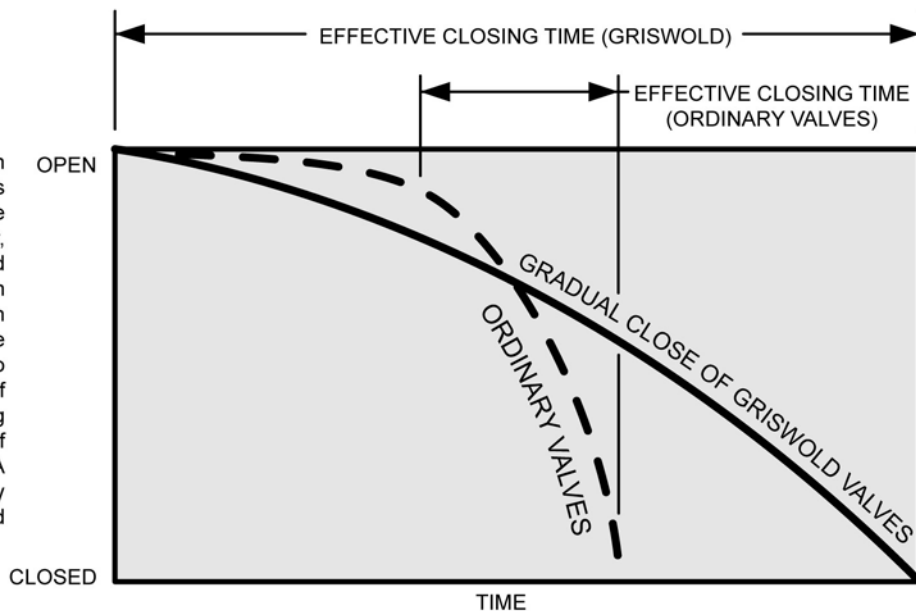 EFFECTIVE CLOSING TIME (GRISWOLD)
EFFECTIVE CLOSING TIME
(ORDINARY VALVES)
OPEN
GRADUAL CLOSE OF GRISWOLD VALVES
ORDINARY VALVES
CLOSED
TIME